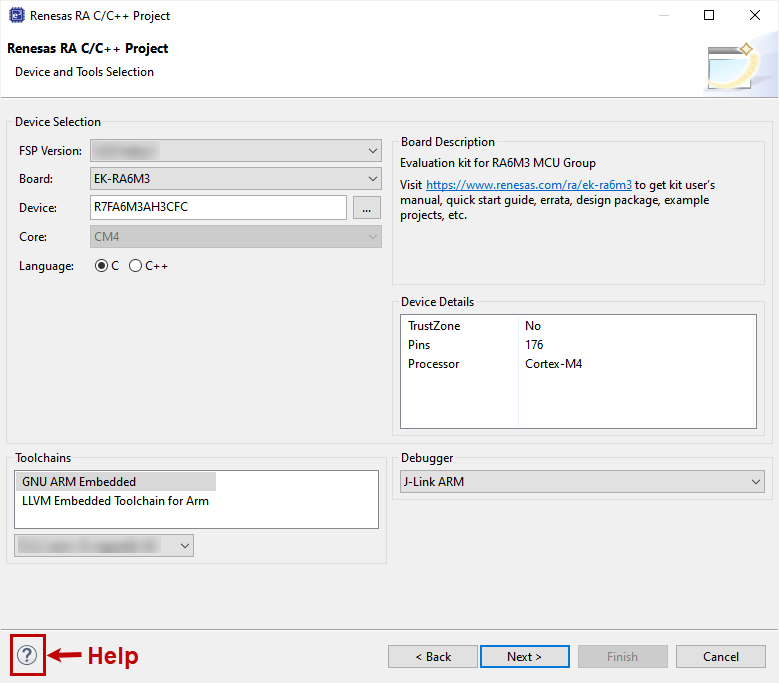 Renesas RA C/C++ Project
Renesas RA C/C++ Project
Device and Tools Selection
Device Selection
FSP Version:
Board: EK-RA6M3
Device: R7FA6M3AH3CFC ...
Core: CM4
Language: C C++
Board Description
Evaluation kit for RA6M3 MCU Group
Visit https://www.renesas.com/ra/ek-ra6m3 to get kit user's
manual, quick start guide, errata, design package, example
projects, etc.
Device Details
TrustZone No
Pins 176
Processor Cortex-M4
Toolchains
GNU ARM Embedded
LLVM Embedded Toolchain for Arm
Debugger
J-Link ARM
? Help
< Back Next > Finish Cancel